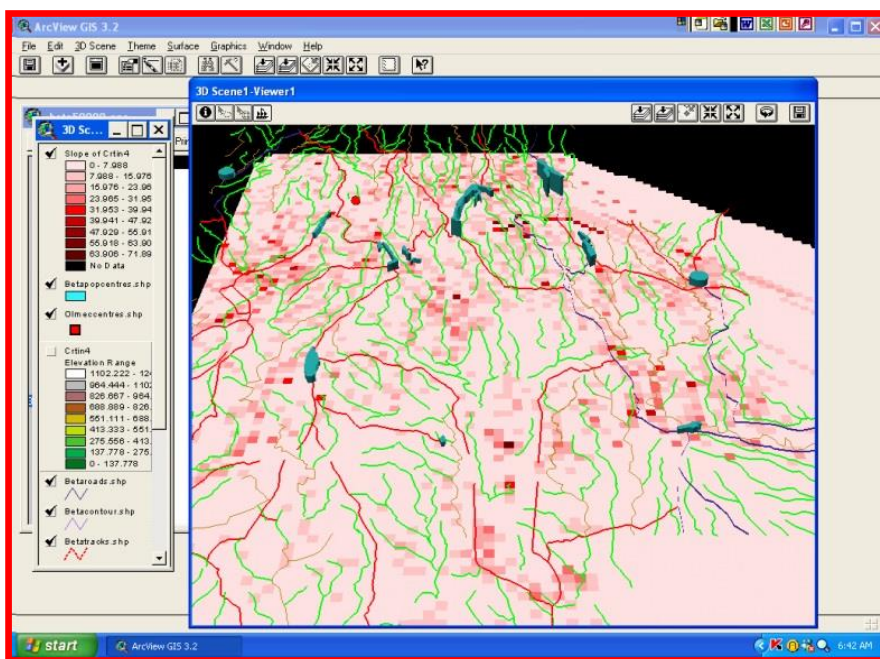 ArcView GIS 3.2
File Edit 3D Scene Theme Surface Graphics Window Help
3D Scene1-Viewer1
3D Sc...
Slope of Crtin4
0 - 7.988
7.988 - 15.976
15.976 - 23.96
23.965 - 31.95
31.953 - 39.94
39.941 - 47.92
47.929 - 55.91
55.918 - 63.90
63.906 - 71.89
No Data
Betapopcentres.shp
Olmeccentres.shp
Crtin4
Elevation Range
1102.222 - 124
964.444 - 1102
826.667 - 964.
688.889 - 826.
551.111 - 688.
413.333 - 551.
275.556 - 413.
137.778 - 275.
0 - 137.778
Betaroads.shp
Betacontour.shp
Betatracks.shp
start
ArcView GIS 3.2
6:42 AM